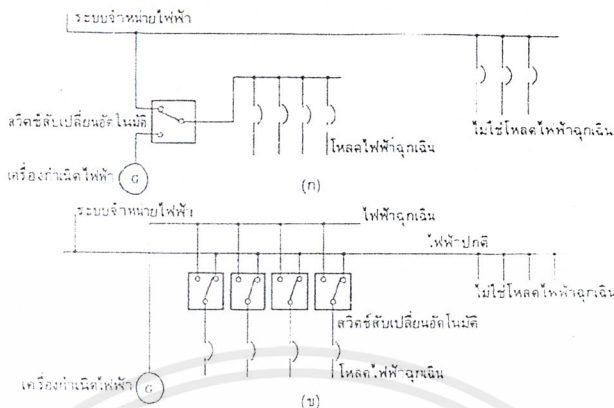 ระบบจำหน่ายไฟฟ้า
สวิตช์สับเปลี่ยนอัตโนมัติ
โหลดไฟฟ้าฉุกเฉิน
ไม่ใช่โหลดไฟฟ้าฉุกเฉิน
เครื่องกำเนิดไฟฟ้า
G
(ก)
ระบบจำหน่ายไฟฟ้า
ไฟฟ้าฉุกเฉิน
ไฟฟ้าปกติ
ไม่ใช่โหลดไฟฟ้าฉุกเฉิน
สวิตช์สับเปลี่ยนอัตโนมัติ
โหลดไฟฟ้าฉุกเฉิน
เครื่องกำเนิดไฟฟ้า
G
(ข)